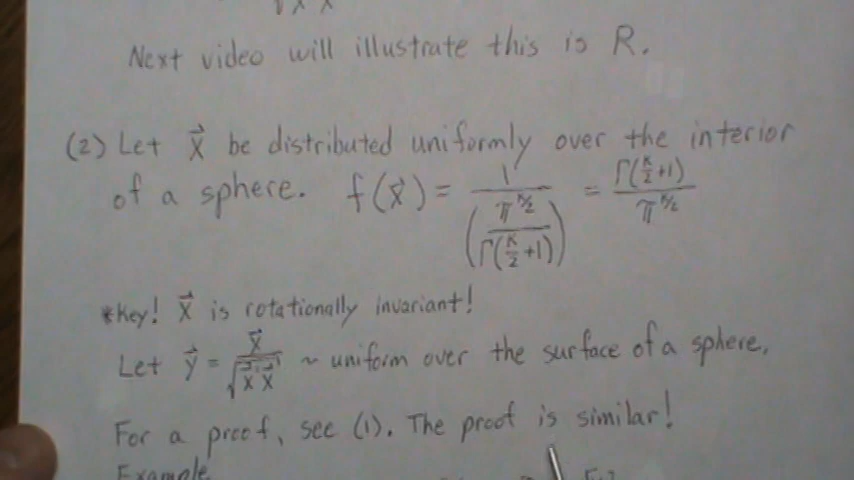 √x x
Next video will illustrate this is R.
(2) Let x⃗ be distributed uniformly over the interior
of a sphere. f(x⃗) = 1/(π^(k/2)/Γ(k/2+1)) = Γ(k/2+1)/π^(k/2)
*Key! x⃗ is rotationally invariant!
Let y⃗ = x⃗/√(x⃗'x⃗) ~ uniform over the surface of a sphere.
For a proof, see (1). The proof is similar!
Example